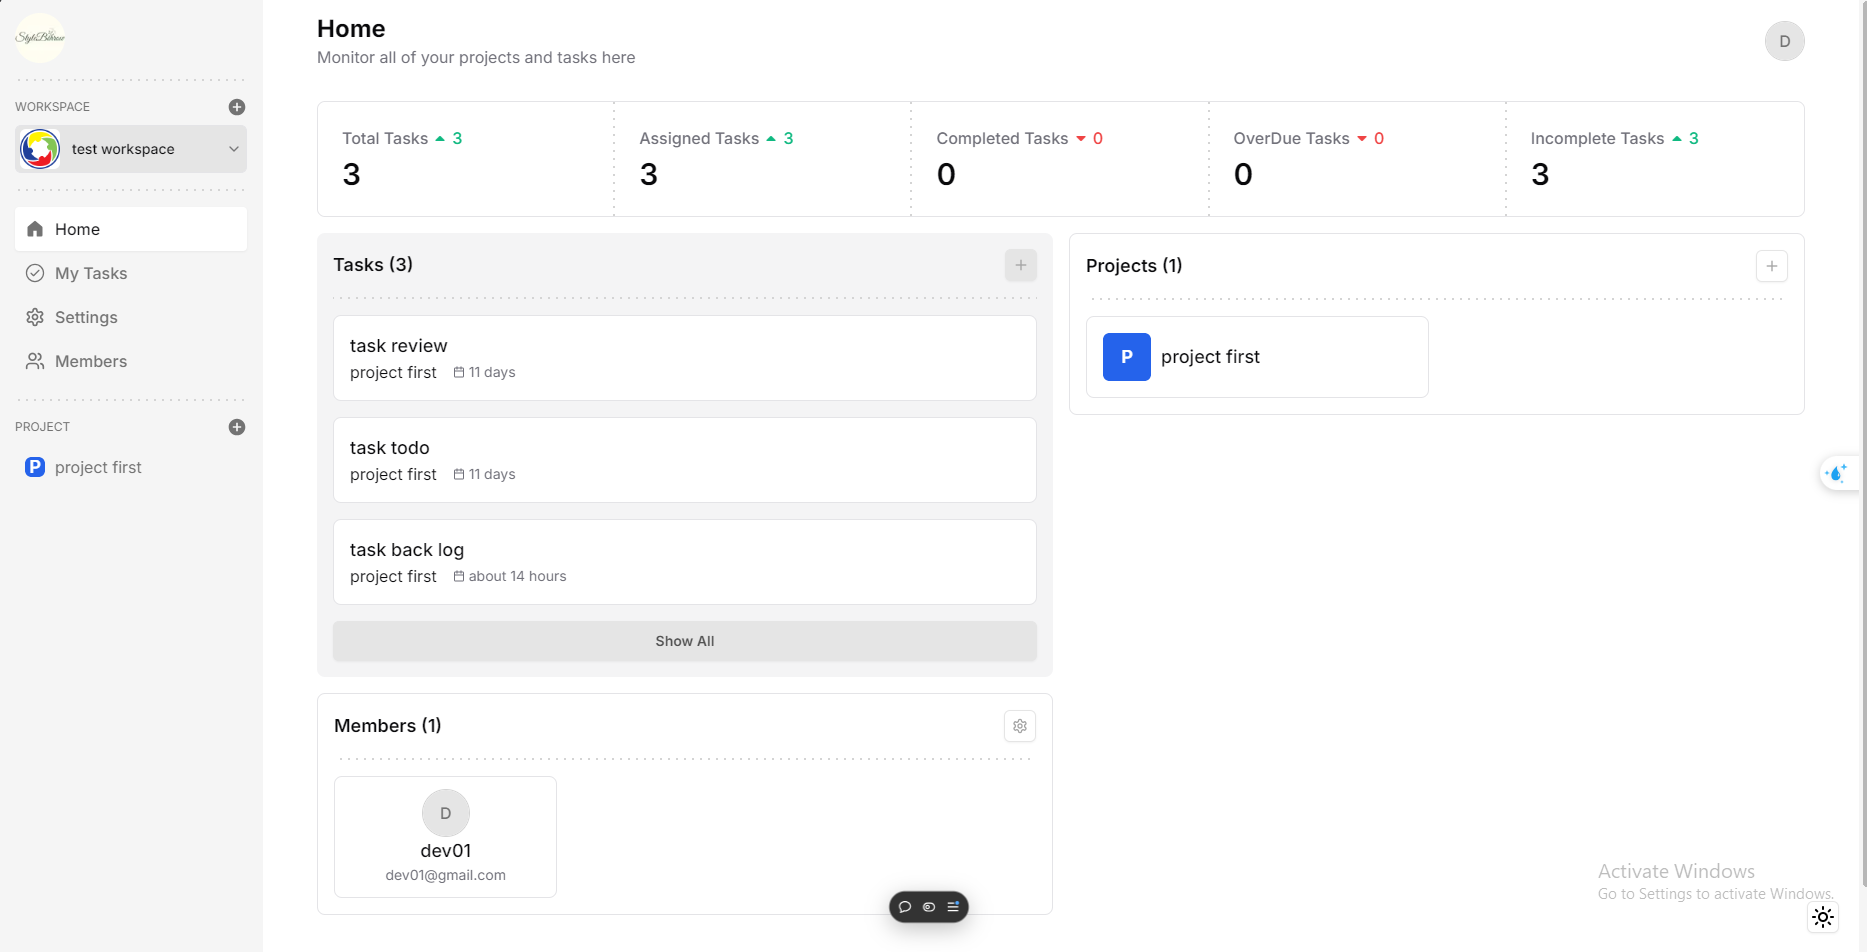 StyleBihouse
WORKSPACE
test workspace
Home
My Tasks
Settings
Members
PROJECT
P project first
Home
Monitor all of your projects and tasks here
D
Total Tasks 3
3
Assigned Tasks 3
3
Completed Tasks 0
0
OverDue Tasks 0
0
Incomplete Tasks 3
3
Tasks (3)
task review
project first 11 days
task todo
project first 11 days
task back log
project first about 14 hours
Show All
Projects (1)
P project first
Members (1)
D
dev01
dev01@gmail.com
Activate Windows
Go to Settings to activate Windows.